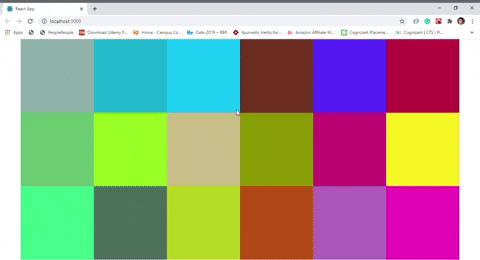 React App
localhost:3000
Apps
PeoplePeople
Download Udemy P...
Home - Campus Co...
Gate-2019 – RBR
Ayurvedic Herbs for...
Amazon Affiliate M...
Cognizant Placeme...
Cognizant | CTS | Pl...